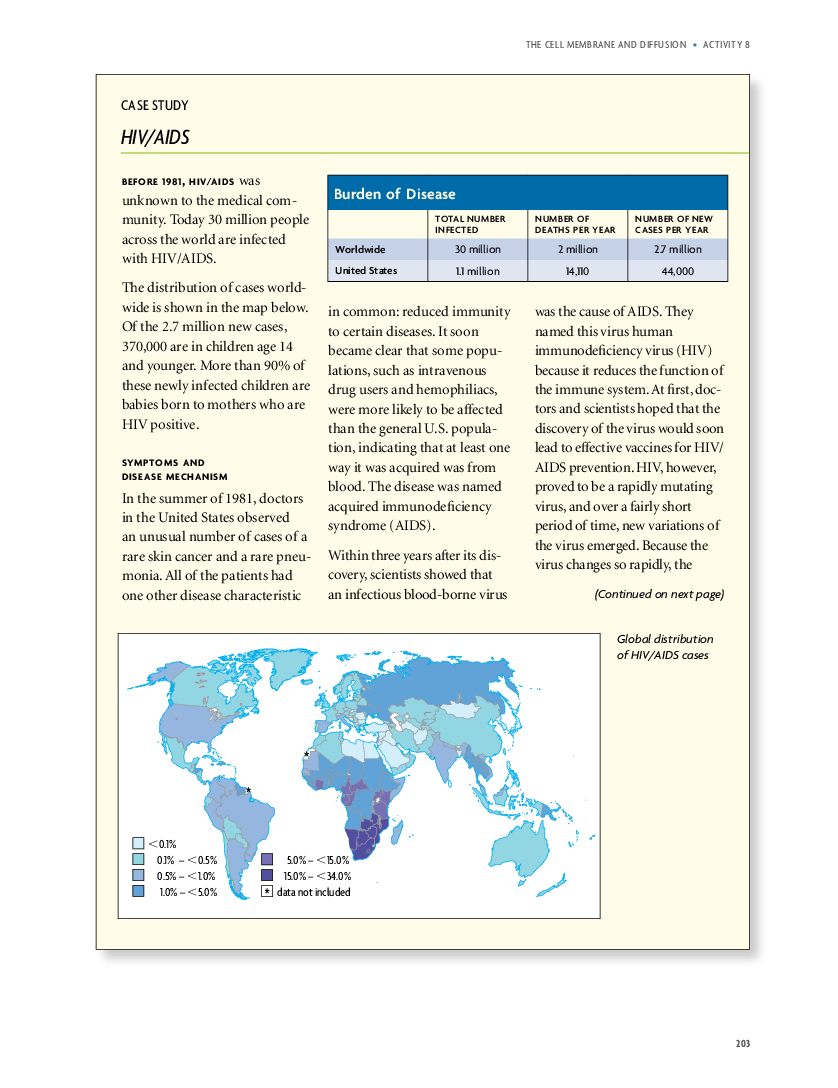 THE CELL MEMBRANE AND DIFFUSION • ACTIVITY 8
CASE STUDY
HIV/AIDS
BEFORE 1981, HIV/AIDS was
unknown to the medical com-
munity. Today 30 million people
across the world are infected
with HIV/AIDS.
The distribution of cases world-
wide is shown in the map below.
Of the 2.7 million new cases,
370,000 are in children age 14
and younger. More than 90% of
these newly infected children are
babies born to mothers who are
HIV positive.
SYMPTOMS AND
DISEASE MECHANISM
In the summer of 1981, doctors
in the United States observed
an unusual number of cases of a
rare skin cancer and a rare pneu-
monia. All of the patients had
one other disease characteristic
Burden of Disease
TOTAL NUMBER INFECTED NUMBER OF DEATHS PER YEAR NUMBER OF NEW CASES PER YEAR
Worldwide 30 million 2 million 2.7 million
United States 1.1 million 14,110 44,000
in common: reduced immunity
to certain diseases. It soon
became clear that some popu-
lations, such as intravenous
drug users and hemophiliacs,
were more likely to be affected
than the general U.S. popula-
tion, indicating that at least one
way it was acquired was from
blood. The disease was named
acquired immunodeficiency
syndrome (AIDS).
Within three years after its dis-
covery, scientists showed that
an infectious blood-borne virus
was the cause of AIDS. They
named this virus human
immunodeficiency virus (HIV)
because it reduces the function of
the immune system. At first, doc-
tors and scientists hoped that the
discovery of the virus would soon
lead to effective vaccines for HIV/
AIDS prevention. HIV, however,
proved to be a rapidly mutating
virus, and over a fairly short
period of time, new variations of
the virus emerged. Because the
virus changes so rapidly, the
(Continued on next page)
Global distribution
of HIV/AIDS cases
* 
*
<0.1%
0.1% – <0.5%
0.5% – <1.0%
1.0% – <5.0%
5.0% – <15.0%
15.0% – <34.0%
* data not included
203